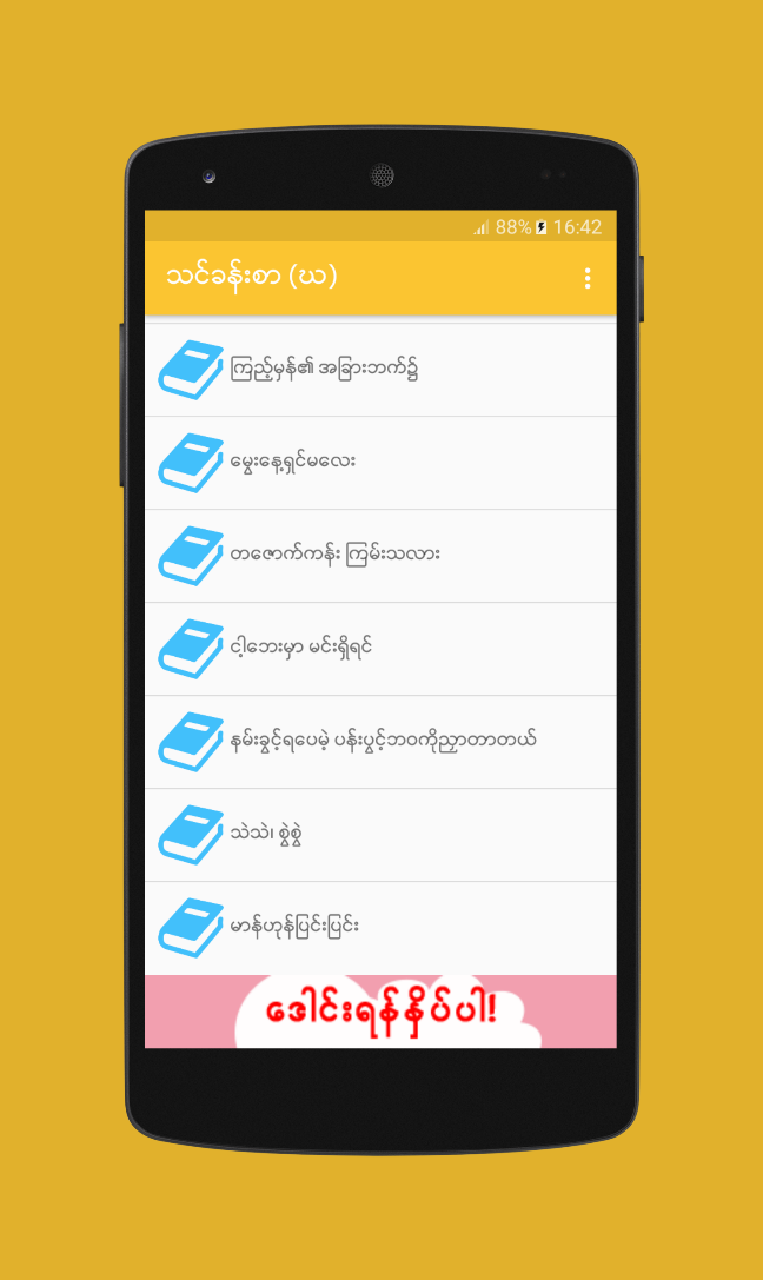 88% 16:42
သင်ခန်းစာ (ဃ)
ကြည့်မှန်၏ အခြားဘက်၌
မွေးနေ့ရှင်မလေး
တဇောက်ကန်း ကြမ်းသလား
ငါ့ဘေးမှာ မင်းရှိရင်
နမ်းခွင့်ရပေမဲ့ ပန်းပွင့်ဘဝကိုညှာတာတယ်
သဲသဲ၊ စွဲစွဲ
မာန်ဟုန်ပြင်းပြင်း
ဒေါင်းရန်နှိပ်ပါ!